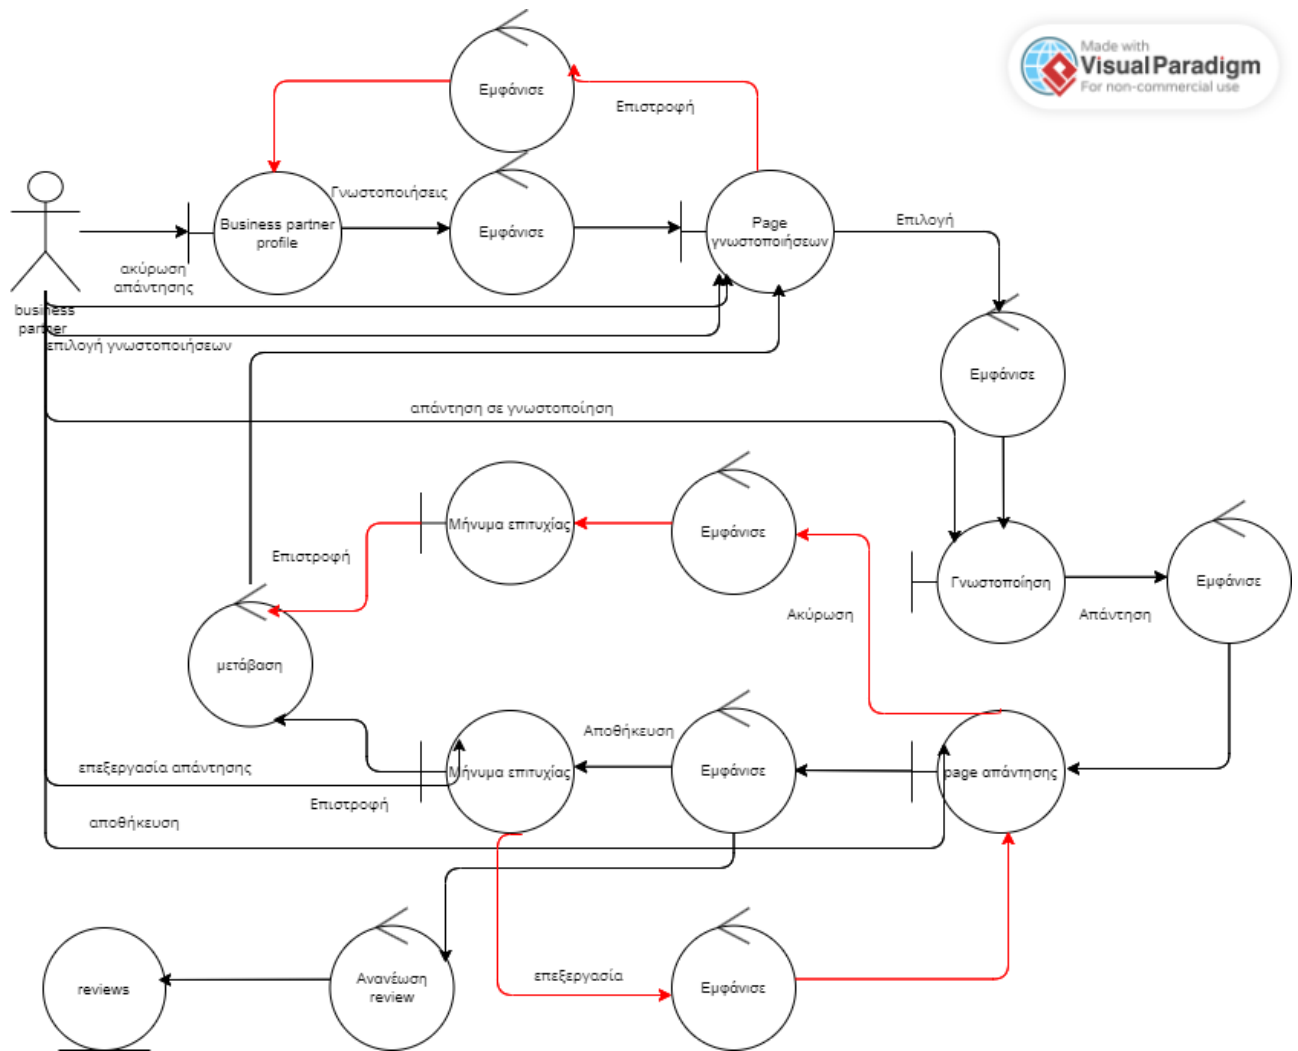 Made with
Visual Paradigm
For non-commercial use
Εμφάνισε
Επιστροφή
Γνωστοποιήσεις
Business partner
profile
Εμφάνισε
Page
γνωστοποιήσεων
Επιλογή
ακύρωση
απάντησης
business
partner
επιλογή γνωστοποιήσεων
Εμφάνισε
απάντηση σε γνωστοποίηση
Μήνυμα επιτυχίας
Εμφάνισε
Επιστροφή
Γνωστοποίηση
Εμφάνισε
Ακύρωση
Απάντηση
μετάβαση
Αποθήκευση
επεξεργασία απάντησης
Μήνυμα επιτυχίας
Εμφάνισε
page απάντησης
Επιστροφή
αποθήκευση
επεξεργασία
reviews
Ανανέωση
review
Εμφάνισε